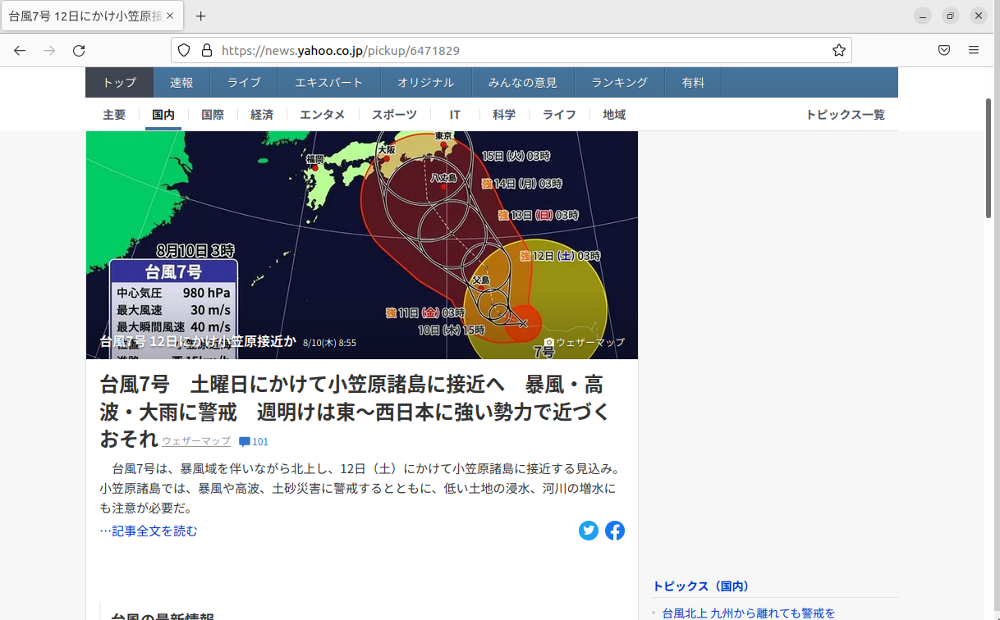 台風7号 12日にかけ小笠原接
https://news.yahoo.co.jp/pickup/6471829
トップ 速報 ライブ エキスパート オリジナル みんなの意見 ランキング 有料
主要 国内 国際 経済 エンタメ スポーツ IT 科学 ライフ 地域 トピックス一覧
東京
大阪
福岡
八丈島
15日 (火) 03時
強 14日 (月) 03時
強 13日 (日) 03時
強 12日 (土) 03時
父島
強 11日 (金) 03時
10日 (木) 15時
7号
8月10日 3時
台風7号
中心気圧 980 hPa
最大風速 30 m/s
最大瞬間風速 40 m/s
小笠原近海
西 15km/h
台風7号 12日にかけ小笠原接近か 8/10(木) 8:55
ウェザーマップ
台風7号　土曜日にかけて小笠原諸島に接近へ　暴風・高
波・大雨に警戒　週明けは東〜西日本に強い勢力で近づく
おそれ ウェザーマップ 101
台風7号は、暴風域を伴いながら北上し、12日（土）にかけて小笠原諸島に接近する見込み。
小笠原諸島では、暴風や高波、土砂災害に警戒するとともに、低い土地の浸水、河川の増水に
も注意が必要だ。
…記事全文を読む
トピックス（国内）
台風北上 九州から離れても警戒を
台風の最新情報